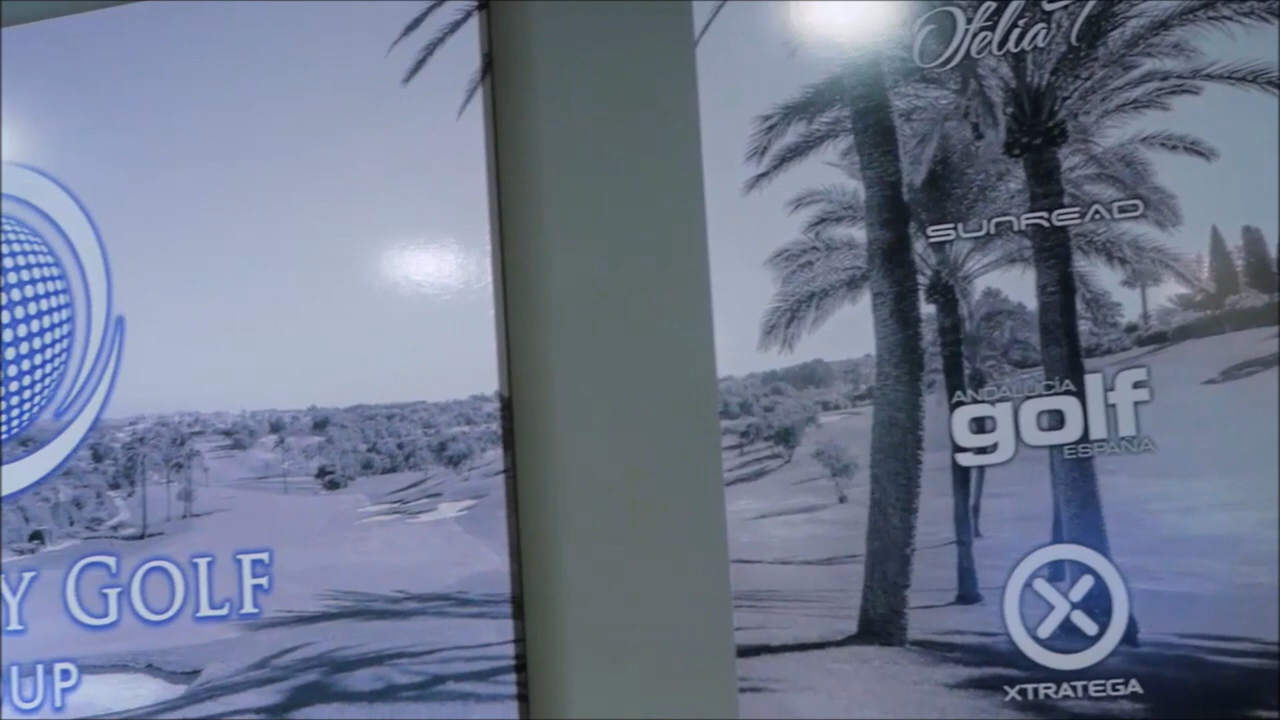 Y GOLF
UP
Ofelia T
SUNREAD
ANDALUCÍA
golf
ESPAÑA
XTRATEGA